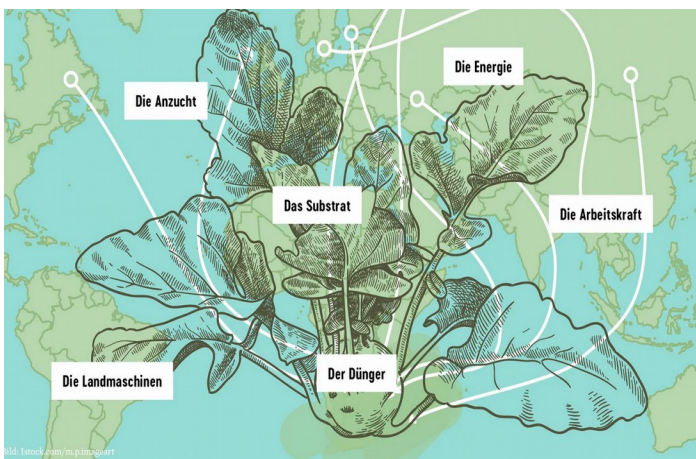 Die Energie
Die Anzucht
Das Substrat
Die Arbeitskraft
Der Dünger
Die Landmaschinen
Bild: Istock.com/m.p.imageart